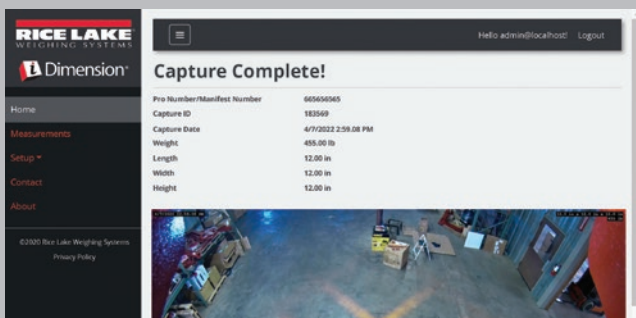 RICE LAKE
WEIGHING SYSTEMS
iDimension
Home
Measurements
Setup
Contact
About
©2020 Rice Lake Weighing Systems
Privacy Policy
Hello admin@localhost! Logout
Capture Complete!
Pro Number/Manifest Number 665656565
Capture ID 183569
Capture Date 4/7/2022 2:59.08 PM
Weight 455.00 lb
Length 12.00 in
Width 12.00 in
Height 12.00 in